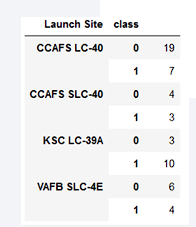 Launch Site class
CCAFS LC-40 0 19
1 7
CCAFS SLC-40 0 4
1 3
KSC LC-39A 0 3
1 10
VAFB SLC-4E 0 6
1 4